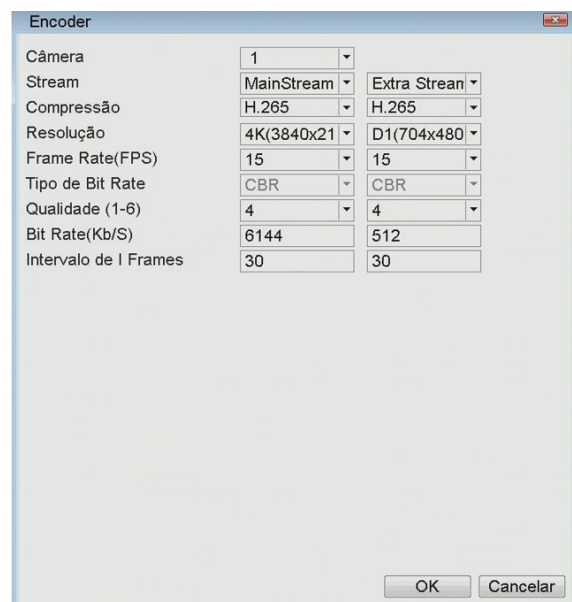 Encoder
Câmera 1
Stream MainStream Extra Strean
Compressão H.265 H.265
Resolução 4K(3840x21 D1(704x480
Frame Rate(FPS) 15 15
Tipo de Bit Rate CBR CBR
Qualidade (1-6) 4 4
Bit Rate(Kb/S) 6144 512
Intervalo de I Frames 30 30
OK Cancelar